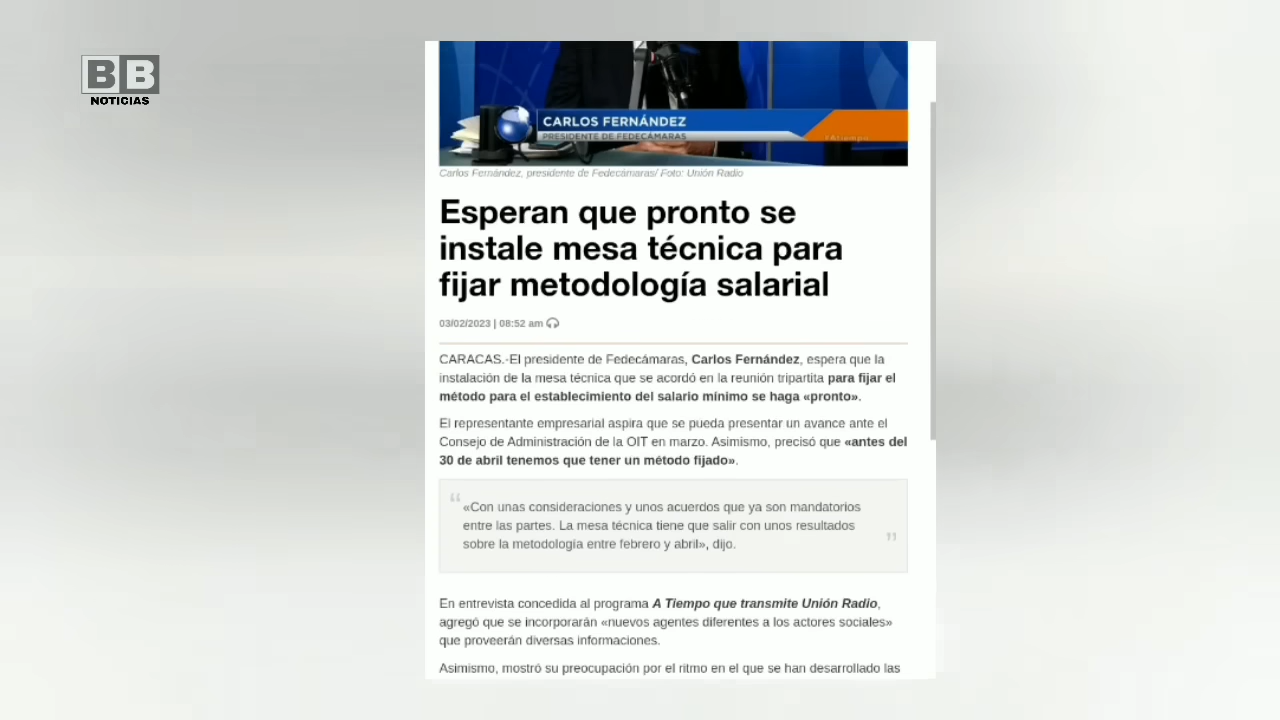 BB
NOTICIAS
CARLOS FERNÁNDEZ
PRESIDENTE DE FEDECÁMARAS
#Atiempo
Carlos Fernández, presidente de Fedecámaras/ Foto: Unión Radio
Esperan que pronto se
instale mesa técnica para
fijar metodología salarial
03/02/2023 | 08:52 am
CARACAS.-El presidente de Fedecámaras, Carlos Fernández, espera que la
instalación de la mesa técnica que se acordó en la reunión tripartita para fijar el
método para el establecimiento del salario mínimo se haga «pronto».
El representante empresarial aspira que se pueda presentar un avance ante el
Consejo de Administración de la OIT en marzo. Asimismo, precisó que «antes del
30 de abril tenemos que tener un método fijado».
“
«Con unas consideraciones y unos acuerdos que ya son mandatorios
entre las partes. La mesa técnica tiene que salir con unos resultados
sobre la metodología entre febrero y abril», dijo.
”
En entrevista concedida al programa A Tiempo que transmite Unión Radio,
agregó que se incorporarán «nuevos agentes diferentes a los actores sociales»
que proveerán diversas informaciones.
Asimismo, mostró su preocupación por el ritmo en el que se han desarrollado las